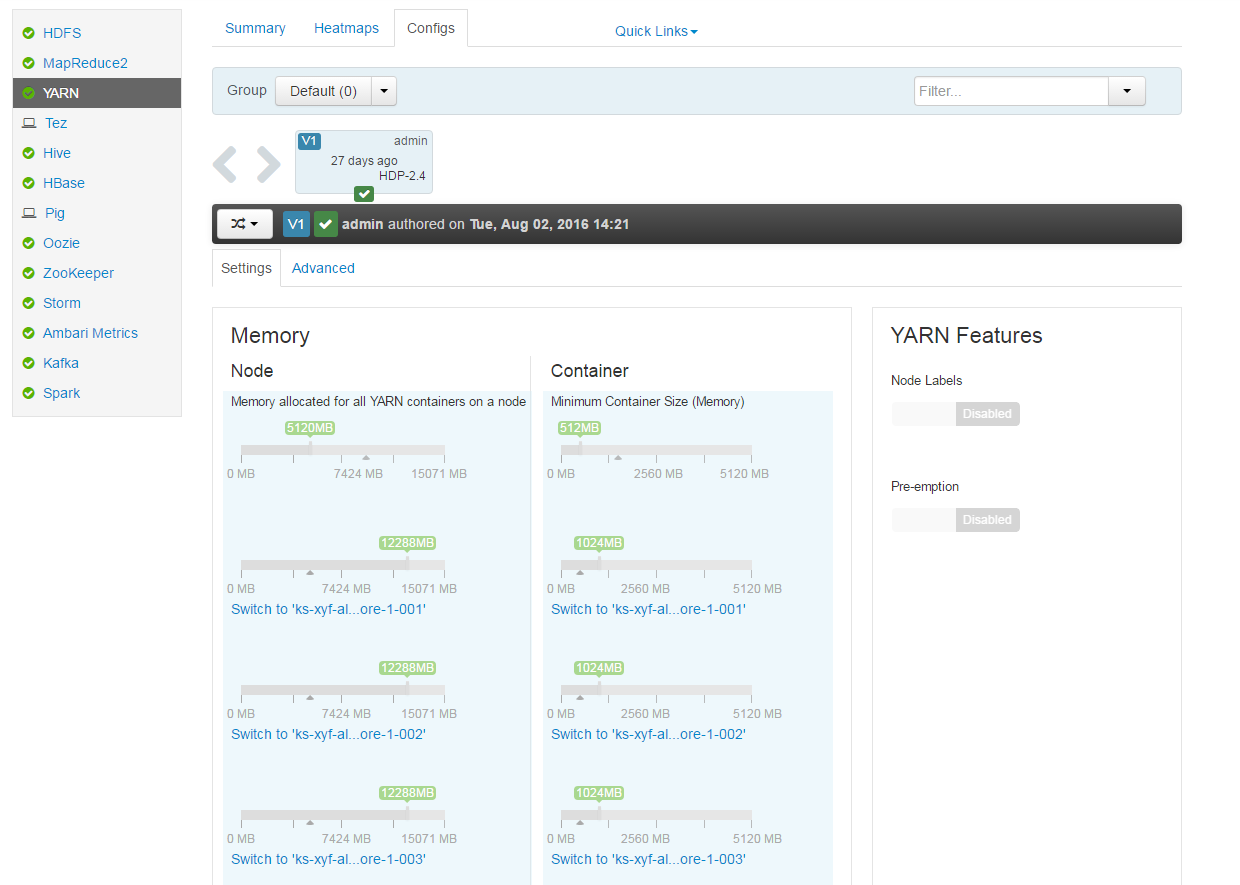 HDFS
MapReduce2
YARN
Tez
Hive
HBase
Pig
Oozie
ZooKeeper
Storm
Ambari Metrics
Kafka
Spark
Summary Heatmaps Configs Quick Links
Group Default (0) Filter...
V1 admin
27 days ago
HDP-2.4
V1 admin authored on Tue, Aug 02, 2016 14:21
Settings Advanced
Memory
Node
Memory allocated for all YARN containers on a node
5120MB
0 MB 7424 MB 15071 MB
12288MB
0 MB 7424 MB 15071 MB
Switch to 'ks-xyf-al...ore-1-001'
12288MB
0 MB 7424 MB 15071 MB
Switch to 'ks-xyf-al...ore-1-002'
12288MB
0 MB 7424 MB 15071 MB
Switch to 'ks-xyf-al...ore-1-003'
Container
Minimum Container Size (Memory)
512MB
0 MB 2560 MB 5120 MB
1024MB
0 MB 2560 MB 5120 MB
Switch to 'ks-xyf-al...ore-1-001'
1024MB
0 MB 2560 MB 5120 MB
Switch to 'ks-xyf-al...ore-1-002'
1024MB
0 MB 2560 MB 5120 MB
Switch to 'ks-xyf-al...ore-1-003'
YARN Features
Node Labels
Disabled
Pre-emption
Disabled